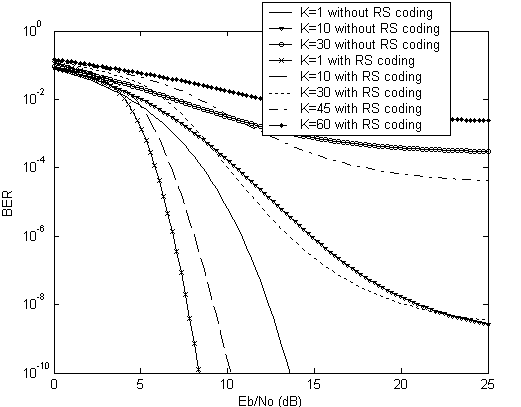 K=1 without RS coding
K=10 without RS coding
K=30 without RS coding
K=1 with RS coding
K=10 with RS coding
K=30 with RS coding
K=45 with RS coding
K=60 with RS coding
10^0
10^-2
10^-4
10^-6
10^-8
10^-10
BER
0 5 10 15 20 25
Eb/No (dB)